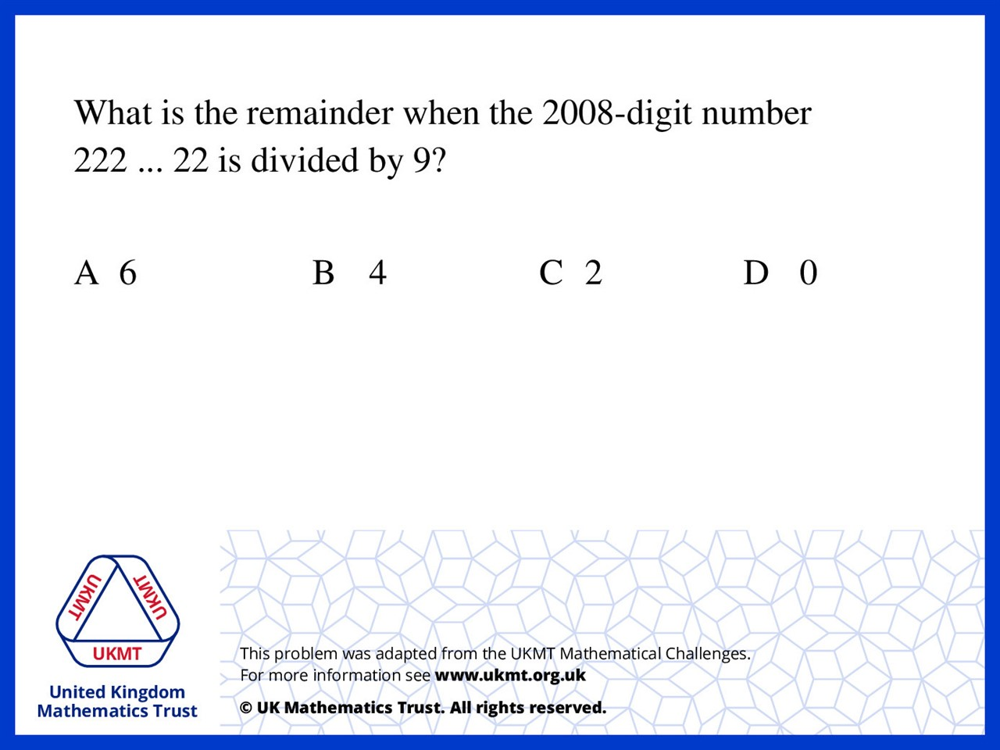 What is the remainder when the 2008-digit number
222 ... 22 is divided by 9?
A 6 B 4 C 2 D 0
UKMT UKMT
UKMT
United Kingdom
Mathematics Trust
This problem was adapted from the UKMT Mathematical Challenges.
For more information see www.ukmt.org.uk
© UK Mathematics Trust. All rights reserved.